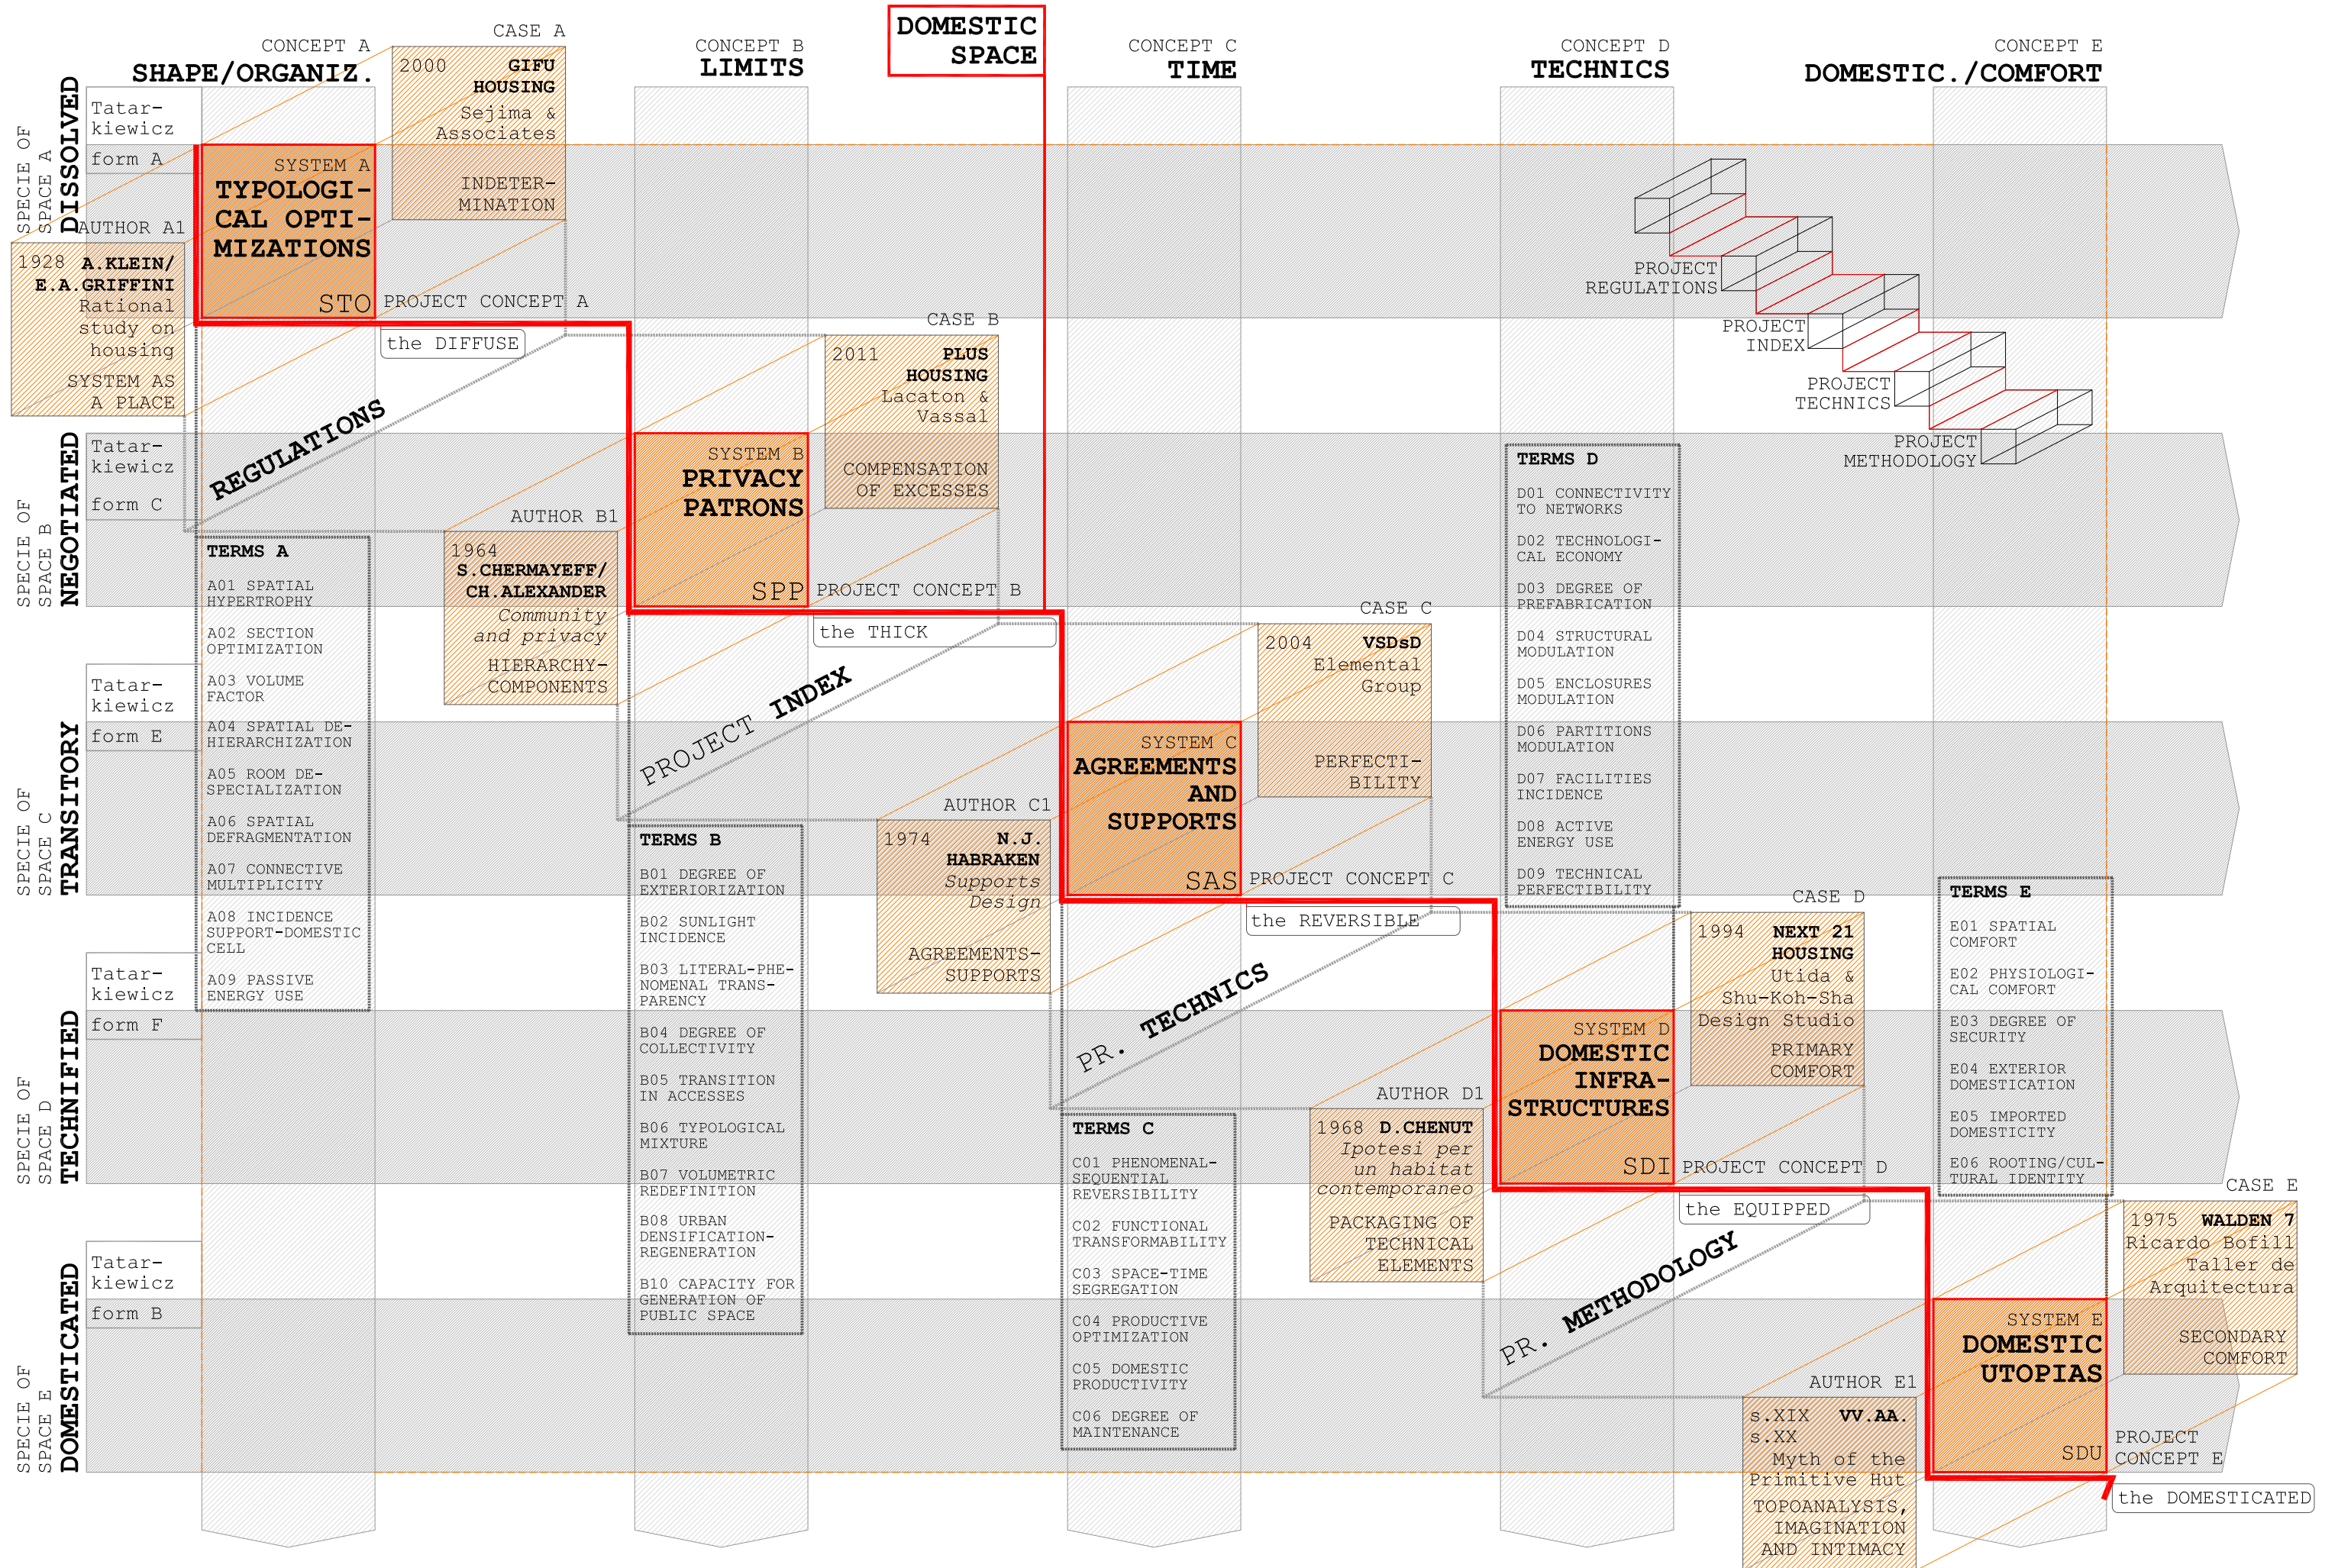 DOMESTIC
SPACE
CONCEPT A
SHAPE/ORGANIZ.
CONCEPT B
LIMITS
CONCEPT C
TIME
CONCEPT D
TECHNICS
CONCEPT E
DOMESTIC./COMFORT
SPECIE OF
SPACE A
DISSOLVED
Tatar-
kiewicz
form A
CASE A
2000 GIFU
HOUSING
Sejima &
Associates
INDETER-
MINATION
SYSTEM A
TYPOLOGI-
CAL OPTI-
MIZATIONS
STO
AUTHOR A1
1928 A.KLEIN/
E.A.GRIFFINI
Rational
study on
housing
SYSTEM AS
A PLACE
PROJECT CONCEPT A
the DIFFUSE
REGULATIONS
PROJECT
REGULATIONS
PROJECT
INDEX
PROJECT
TECHNICS
PROJECT
METHODOLOGY
SPECIE OF
SPACE B
NEGOTIATED
Tatar-
kiewicz
form C
CASE B
2011 PLUS
HOUSING
Lacaton &
Vassal
COMPENSATION
OF EXCESSES
SYSTEM B
PRIVACY
PATRONS
SPP
AUTHOR B1
1964
S.CHERMAYEFF/
CH.ALEXANDER
Community
and privacy
HIERARCHY-
COMPONENTS
PROJECT CONCEPT B
the THICK
PROJECT INDEX
TERMS A
A01 SPATIAL
HYPERTROPHY
A02 SECTION
OPTIMIZATION
A03 VOLUME
FACTOR
A04 SPATIAL DE-
HIERARCHIZATION
A05 ROOM DE-
SPECIALIZATION
A06 SPATIAL
DEFRAGMENTATION
A07 CONNECTIVE
MULTIPLICITY
A08 INCIDENCE
SUPPORT-DOMESTIC
CELL
A09 PASSIVE
ENERGY USE
TERMS D
D01 CONNECTIVITY
TO NETWORKS
D02 TECHNOLOGI-
CAL ECONOMY
D03 DEGREE OF
PREFABRICATION
D04 STRUCTURAL
MODULATION
D05 ENCLOSURES
MODULATION
D06 PARTITIONS
MODULATION
D07 FACILITIES
INCIDENCE
D08 ACTIVE
ENERGY USE
D09 TECHNICAL
PERFECTIBILITY
SPECIE OF
SPACE C
TRANSITORY
Tatar-
kiewicz
form E
CASE C
2004 VSDsD
Elemental
Group
PERFECTI-
BILITY
SYSTEM C
AGREEMENTS
AND
SUPPORTS
SAS
AUTHOR C1
1974 N.J.
HABRAKEN
Supports
Design
AGREEMENTS-
SUPPORTS
PROJECT CONCEPT C
the REVERSIBLE
PR. TECHNICS
TERMS B
B01 DEGREE OF
EXTERIORIZATION
B02 SUNLIGHT
INCIDENCE
B03 LITERAL-PHE-
NOMENAL TRANS-
PARENCY
B04 DEGREE OF
COLLECTIVITY
B05 TRANSITION
IN ACCESSES
B06 TYPOLOGICAL
MIXTURE
B07 VOLUMETRIC
REDEFINITION
B08 URBAN
DENSIFICATION-
REGENERATION
B10 CAPACITY FOR
GENERATION OF
PUBLIC SPACE
TERMS E
E01 SPATIAL
COMFORT
E02 PHYSIOLOGI-
CAL COMFORT
E03 DEGREE OF
SECURITY
E04 EXTERIOR
DOMESTICATION
E05 IMPORTED
DOMESTICITY
E06 ROOTING/CUL-
TURAL IDENTITY
SPECIE OF
SPACE D
TECHNIFIED
Tatar-
kiewicz
form F
CASE D
1994 NEXT 21
HOUSING
Utida &
Shu-Koh-Sha
Design Studio
PRIMARY
COMFORT
SYSTEM D
DOMESTIC
INFRA-
STRUCTURES
SDI
AUTHOR D1
1968 D.CHENUT
Ipotesi per
un habitat
contemporaneo
PACKAGING OF
TECHNICAL
ELEMENTS
PROJECT CONCEPT D
the EQUIPPED
PR. METHODOLOGY
TERMS C
C01 PHENOMENAL-
SEQUENTIAL
REVERSIBILITY
C02 FUNCTIONAL
TRANSFORMABILITY
C03 SPACE-TIME
SEGREGATION
C04 PRODUCTIVE
OPTIMIZATION
C05 DOMESTIC
PRODUCTIVITY
C06 DEGREE OF
MAINTENANCE
SPECIE OF
SPACE E
DOMESTICATED
Tatar-
kiewicz
form B
CASE E
1975 WALDEN 7
Ricardo Bofill
Taller de
Arquitectura
SECONDARY
COMFORT
SYSTEM E
DOMESTIC
UTOPIAS
SDU
AUTHOR E1
s.XIX VV.AA.
s.XX
Myth of the
Primitive Hut
TOPOANALYSIS,
IMAGINATION
AND INTIMACY
PROJECT
CONCEPT E
the DOMESTICATED